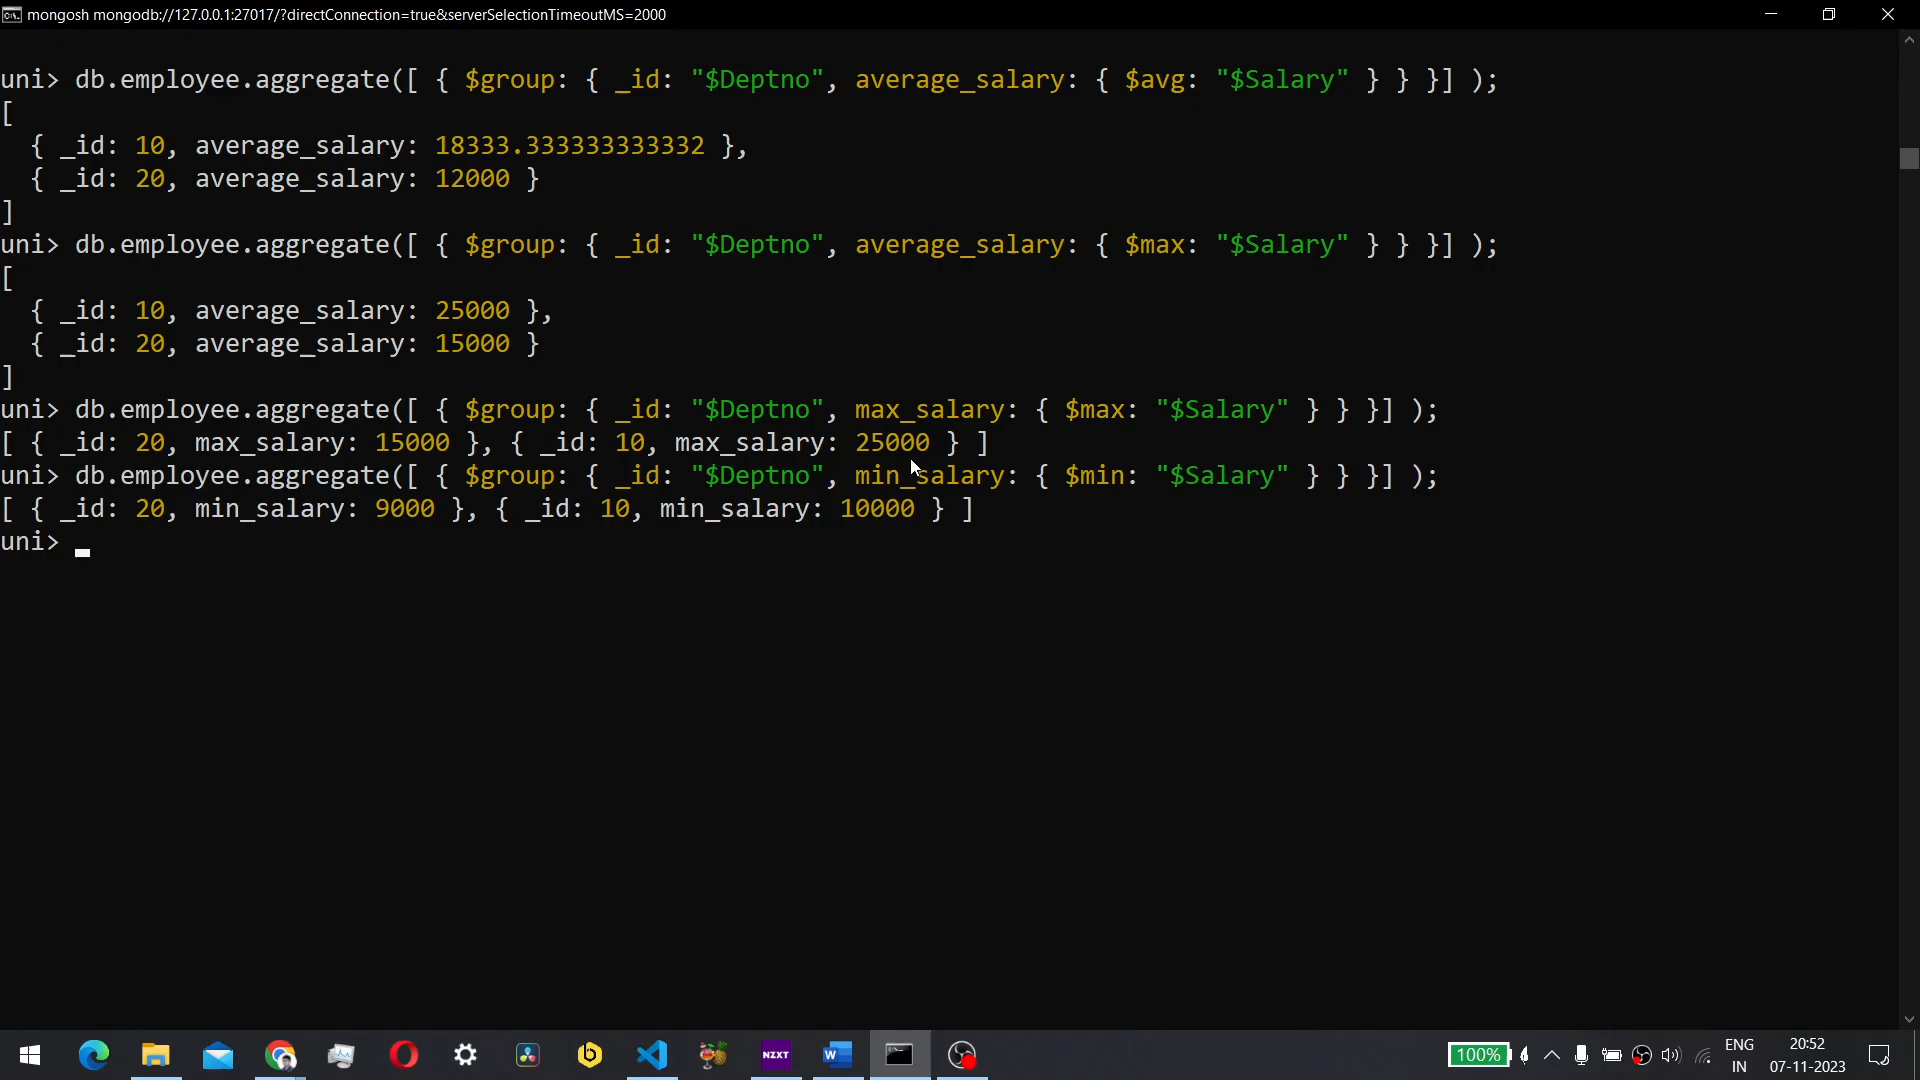 mongosh mongodb://127.0.0.1:27017/?directConnection=true&serverSelectionTimeoutMS=2000
uni> db.employee.aggregate([ { $group: { _id: "$Deptno", average_salary: { $avg: "$Salary" } } }] );
[
  { _id: 10, average_salary: 18333.333333333332 },
  { _id: 20, average_salary: 12000 }
]
uni> db.employee.aggregate([ { $group: { _id: "$Deptno", average_salary: { $max: "$Salary" } } }] );
[
  { _id: 10, average_salary: 25000 },
  { _id: 20, average_salary: 15000 }
]
uni> db.employee.aggregate([ { $group: { _id: "$Deptno", max_salary: { $max: "$Salary" } } }] );
[ { _id: 20, max_salary: 15000 }, { _id: 10, max_salary: 25000 } ]
uni> db.employee.aggregate([ { $group: { _id: "$Deptno", min_salary: { $min: "$Salary" } } }] );
[ { _id: 20, min_salary: 9000 }, { _id: 10, min_salary: 10000 } ]
uni>
NZXT
W
100%
ENG
IN
20:52
07-11-2023